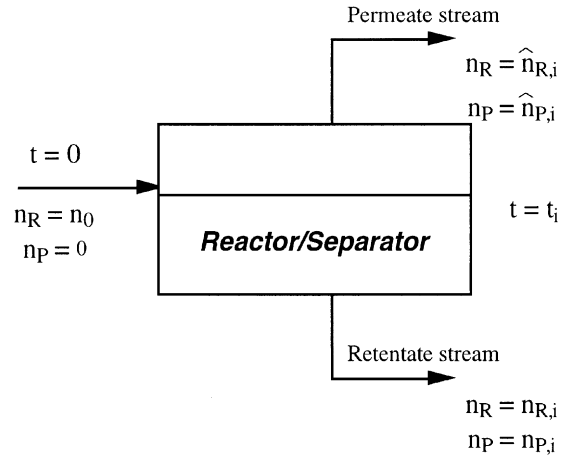 Permeate stream
n_R = n̂_R,i
n_P = n̂_P,i
t = 0
n_R = n_0
n_P = 0
Reactor/Separator
t = t_i
Retentate stream
n_R = n_R,i
n_P = n_P,i